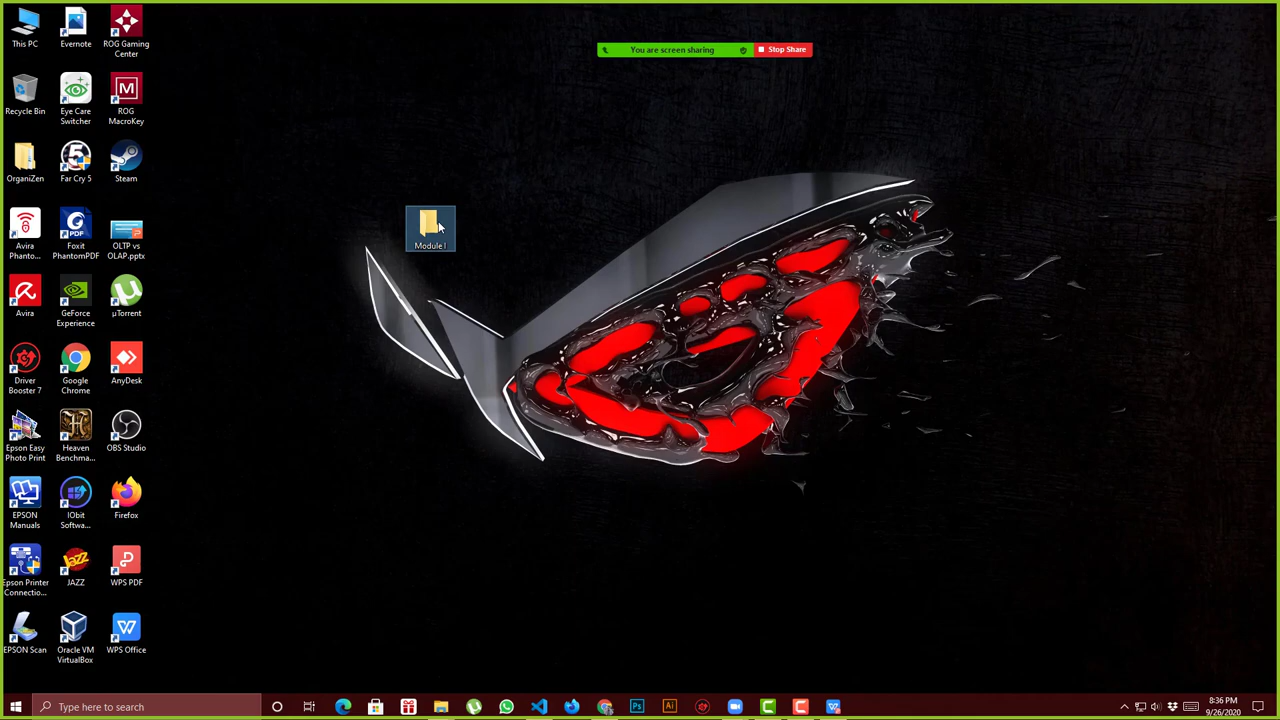 You are screen sharing
Stop Share
This PC
Evernote
ROG Gaming
Center
Recycle Bin
Eye Care
Switcher
ROG
MacroKey
OrganiZen
Far Cry 5
Steam
Avira
Phanto...
Foxit
PhantomPDF
OLTP vs
OLAP.pptx
Avira
GeForce
Experience
µTorrent
Driver
Booster 7
Google
Chrome
AnyDesk
Epson Easy
Photo Print
Heaven
Benchma...
OBS Studio
EPSON
Manuals
IObit
Softwa...
Firefox
Epson Printer
Connectio...
JAZZ
WPS PDF
EPSON Scan
Oracle VM
VirtualBox
WPS Office
Module I
Type here to search
8:36 PM
9/26/2020